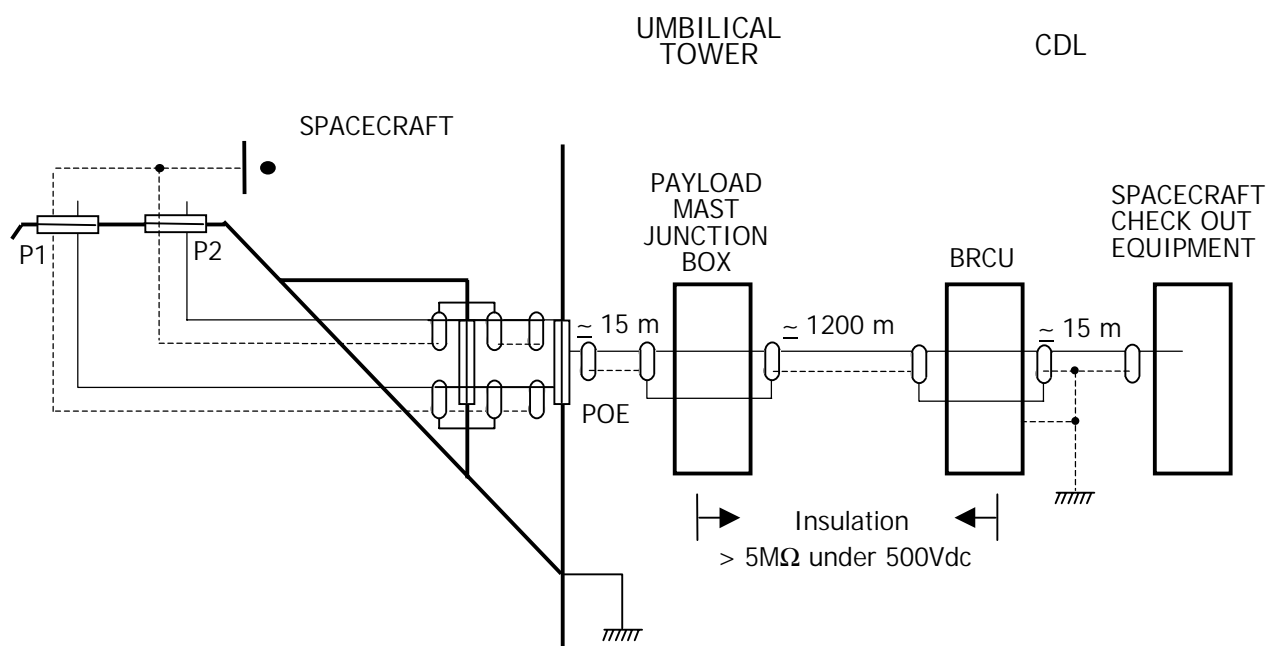 UMBILICAL
TOWER
CDL
SPACECRAFT
PAYLOAD
MAST
JUNCTION
BOX
SPACECRAFT
CHECK OUT
EQUIPMENT
BRCU
P1
P2
≃ 15 m
≃ 1200 m
≃ 15 m
POE
Insulation
> 5MΩ under 500Vdc